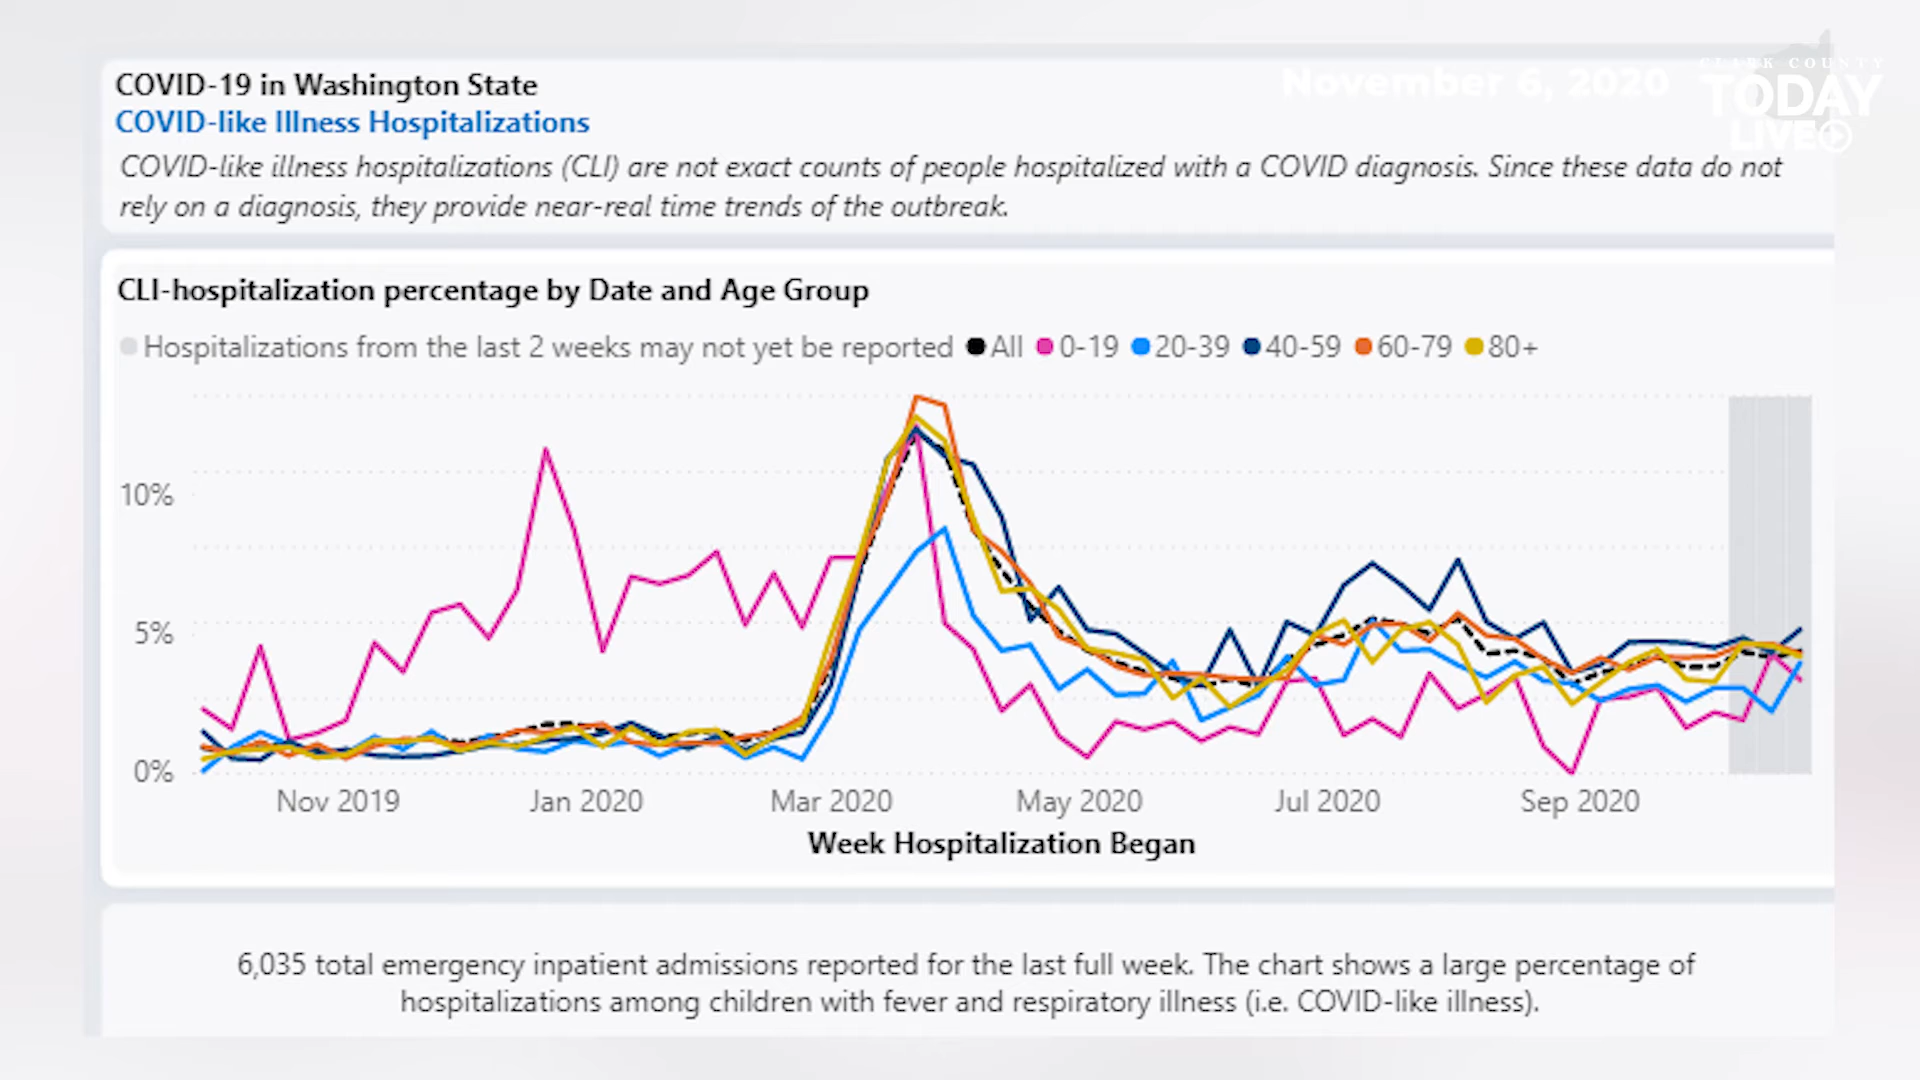 November 6, 2020
CLARK COUNTY
TODAY
LIVE
COVID-19 in Washington State
COVID-like Illness Hospitalizations
COVID-like illness hospitalizations (CLI) are not exact counts of people hospitalized with a COVID diagnosis. Since these data do not
rely on a diagnosis, they provide near-real time trends of the outbreak.
CLI-hospitalization percentage by Date and Age Group
Hospitalizations from the last 2 weeks may not yet be reported All 0-19 20-39 40-59 60-79 80+
10%
5%
0%
Nov 2019 Jan 2020 Mar 2020 May 2020 Jul 2020 Sep 2020
Week Hospitalization Began
6,035 total emergency inpatient admissions reported for the last full week. The chart shows a large percentage of
hospitalizations among children with fever and respiratory illness (i.e. COVID-like illness).